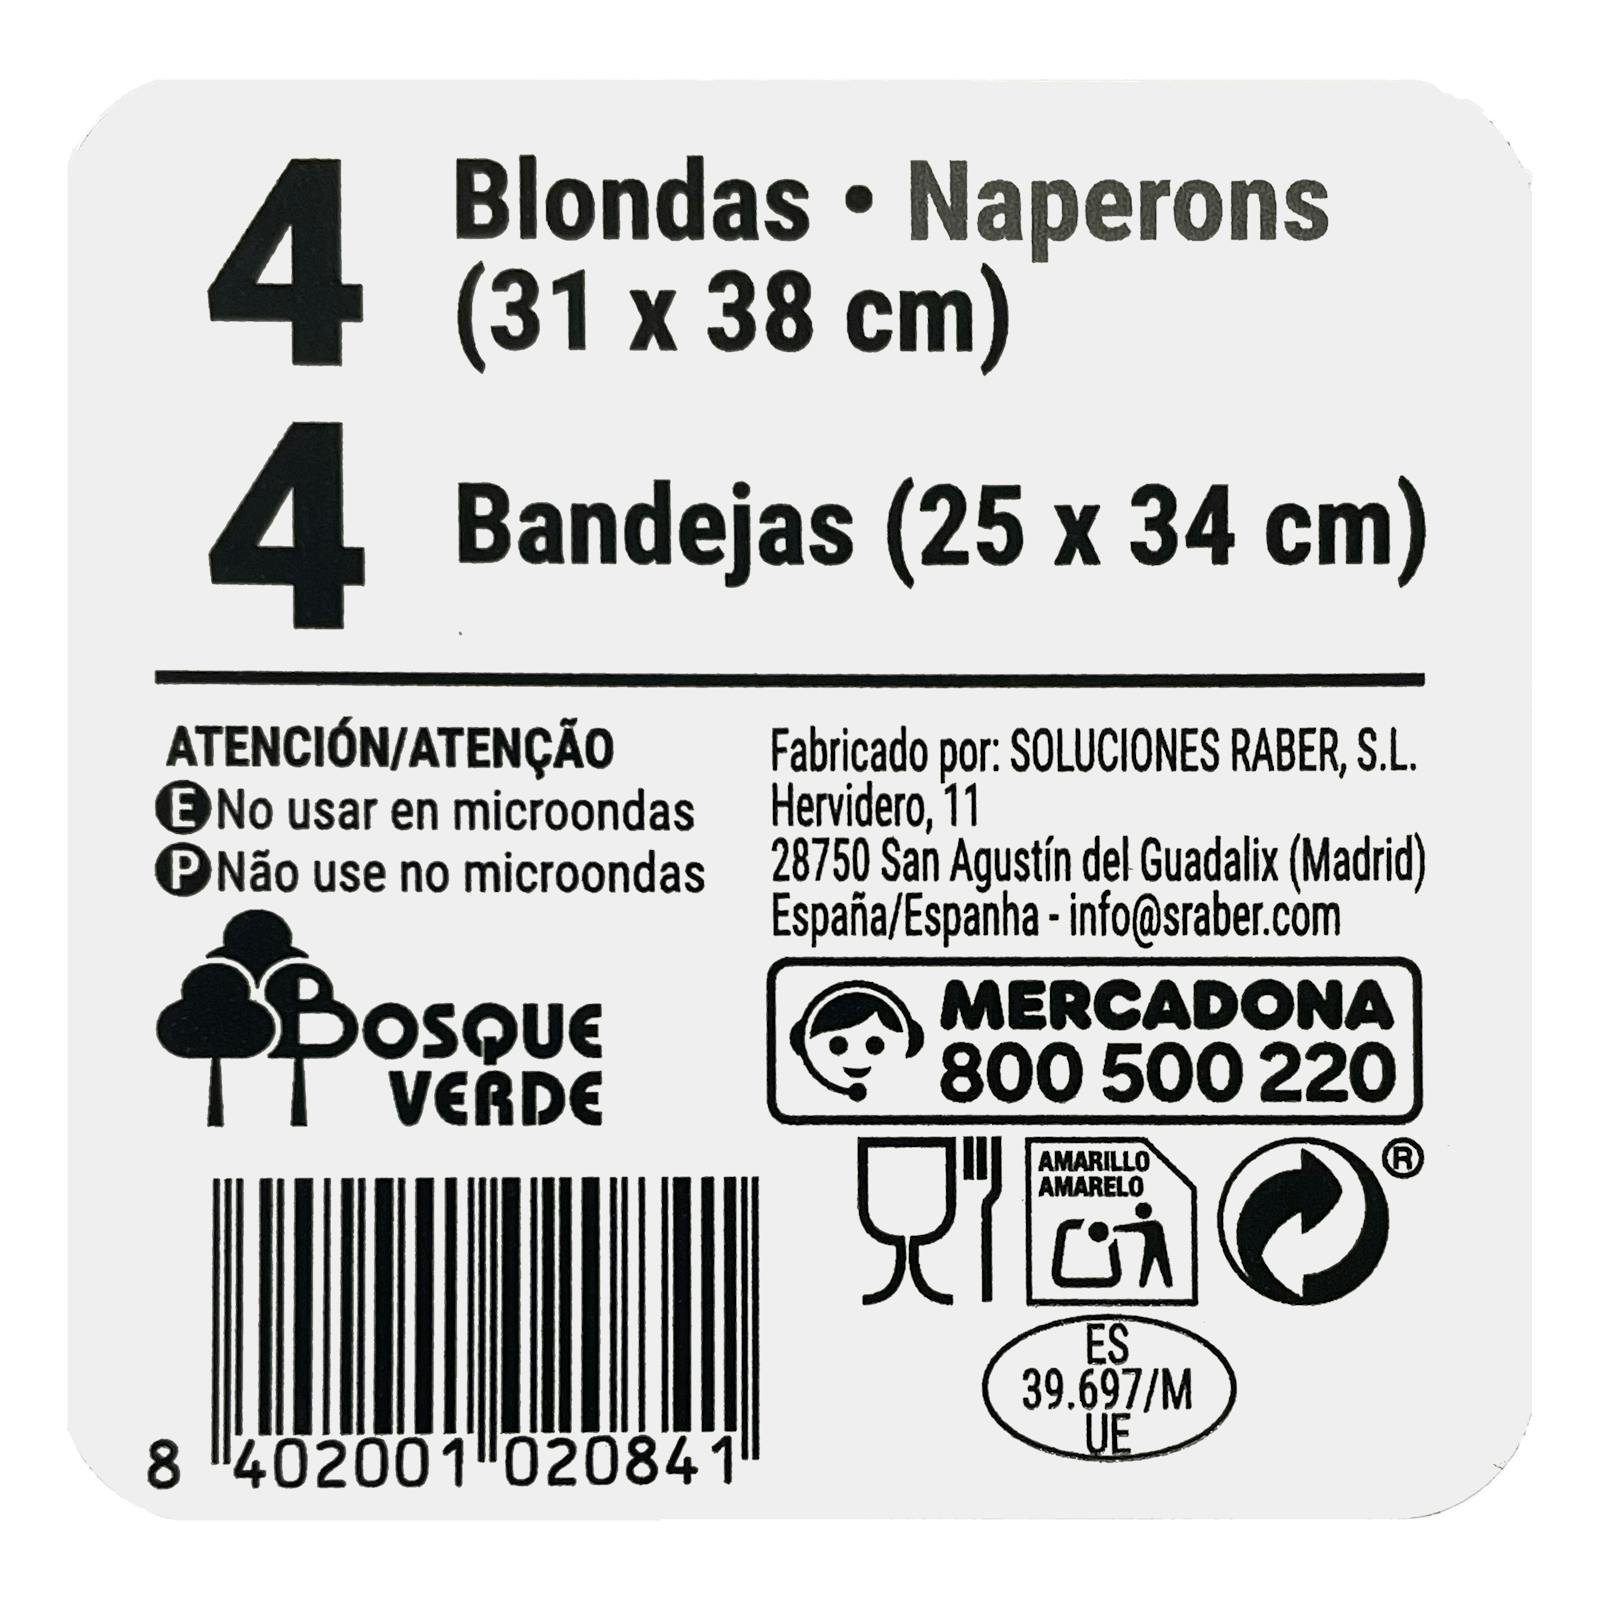 4 Blondas • Naperons
(31 x 38 cm)
4 Bandejas (25 x 34 cm)
ATENCIÓN/ATENÇÃO
E No usar en microondas
P Não use no microondas
BOSQUE
VERDE
Fabricado por: SOLUCIONES RABER, S.L.
Hervidero, 11
28750 San Agustín del Guadalix (Madrid)
España/Espanha - info@sraber.com
MERCADONA
800 500 220
AMARILLO
AMARELO
®
ES
39.697/M
UE
8 402001 020841